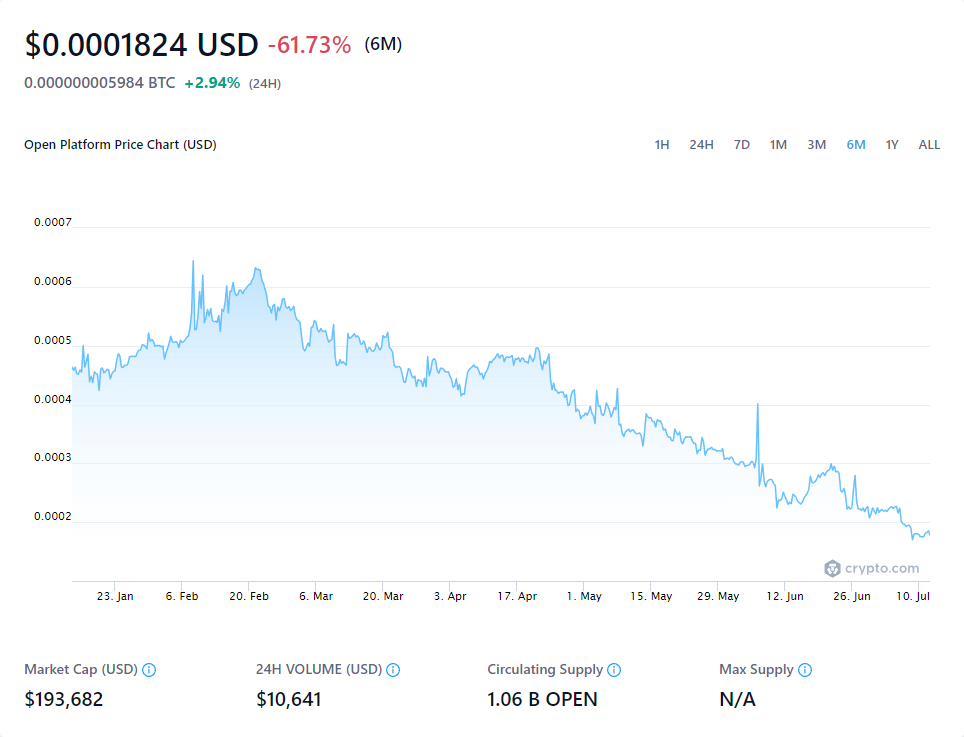 $0.0001824 USD -61.73% (6M)
0.000000005984 BTC +2.94% (24H)
Open Platform Price Chart (USD) 1H 24H 7D 1M 3M 6M 1Y ALL
0.0007
0.0006
0.0005
0.0004
0.0003
0.0002
crypto.com
23. Jan 6. Feb 20. Feb 6. Mar 20. Mar 3. Apr 17. Apr 1. May 15. May 29. May 12. Jun 26. Jun 10. Jul
Market Cap (USD) 24H VOLUME (USD) Circulating Supply Max Supply
$193,682 $10,641 1.06 B OPEN N/A